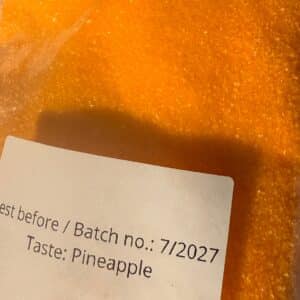 est before / Batch no.: 7/2027
Taste: Pineapple